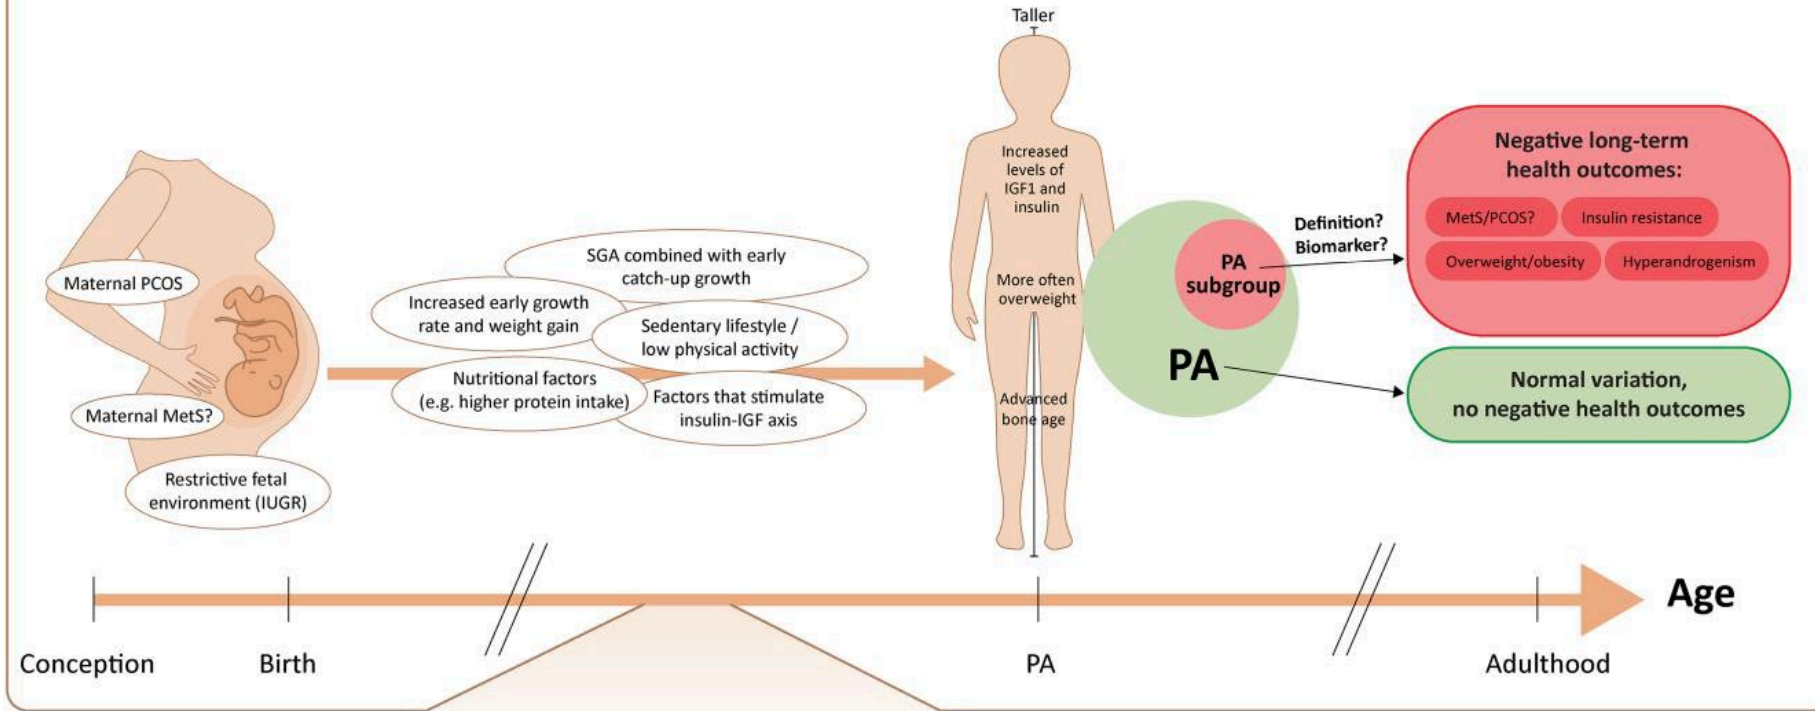 Maternal PCOS
Maternal MetS?
Restrictive fetal
environment (IUGR)
SGA combined with early
catch-up growth
Increased early growth
rate and weight gain
Sedentary lifestyle /
low physical activity
Nutritional factors
(e.g. higher protein intake)
Factors that stimulate
insulin-IGF axis
Taller
Increased
levels of
IGF1 and
insulin
More often
overweight
Advanced
bone age
PA
subgroup
PA
Definition?
Biomarker?
Negative long-term
health outcomes:
MetS/PCOS?
Insulin resistance
Overweight/obesity
Hyperandrogenism
Normal variation,
no negative health outcomes
Conception
Birth
PA
Adulthood
Age